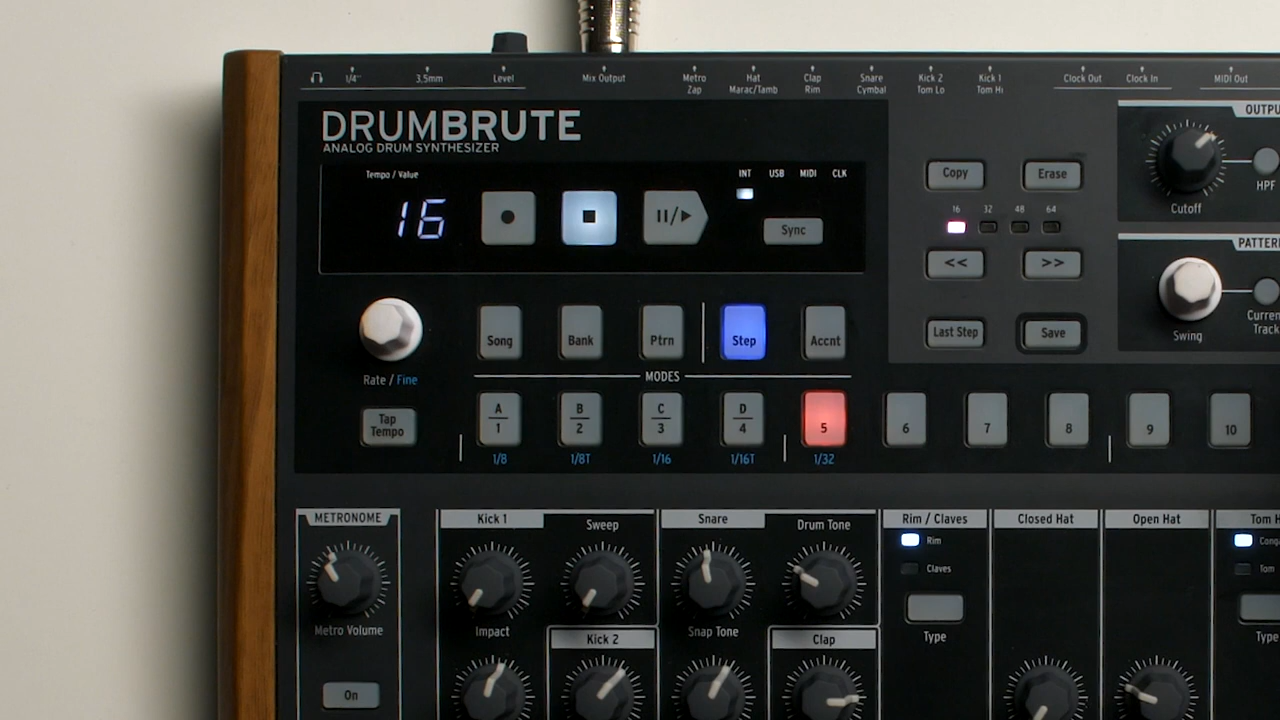 1/4" 3.5mm Level Mix Output Metro Hat Clap Snare Kick 2 Kick 1 Clock Out Clock In MIDI Out
Zap Marac/Tamb Rim Cymbal Tom Lo Tom Hi
DRUMBRUTE
ANALOG DRUM SYNTHESIZER
OUTPU
Tempo / Value
INT USB MIDI CLK
16
Sync
Copy Erase
16 32 48 64
<< >>
Last Step Save
Cutoff HPF
PATTER
Swing
Curren
Track
Song Bank Ptrn Step Accnt
Rate / Fine
MODES
Tap
Tempo
A B C D
1 2 3 4 5 6 7 8 9 10
1/8 1/8T 1/16 1/16T 1/32
METRONOME Kick 1 Sweep Snare Drum Tone Rim / Claves Closed Hat Open Hat Tom H
Rim Cong
Claves Tom
Metro Volume Impact Snap Tone Type Type
Kick 2 Clap
On